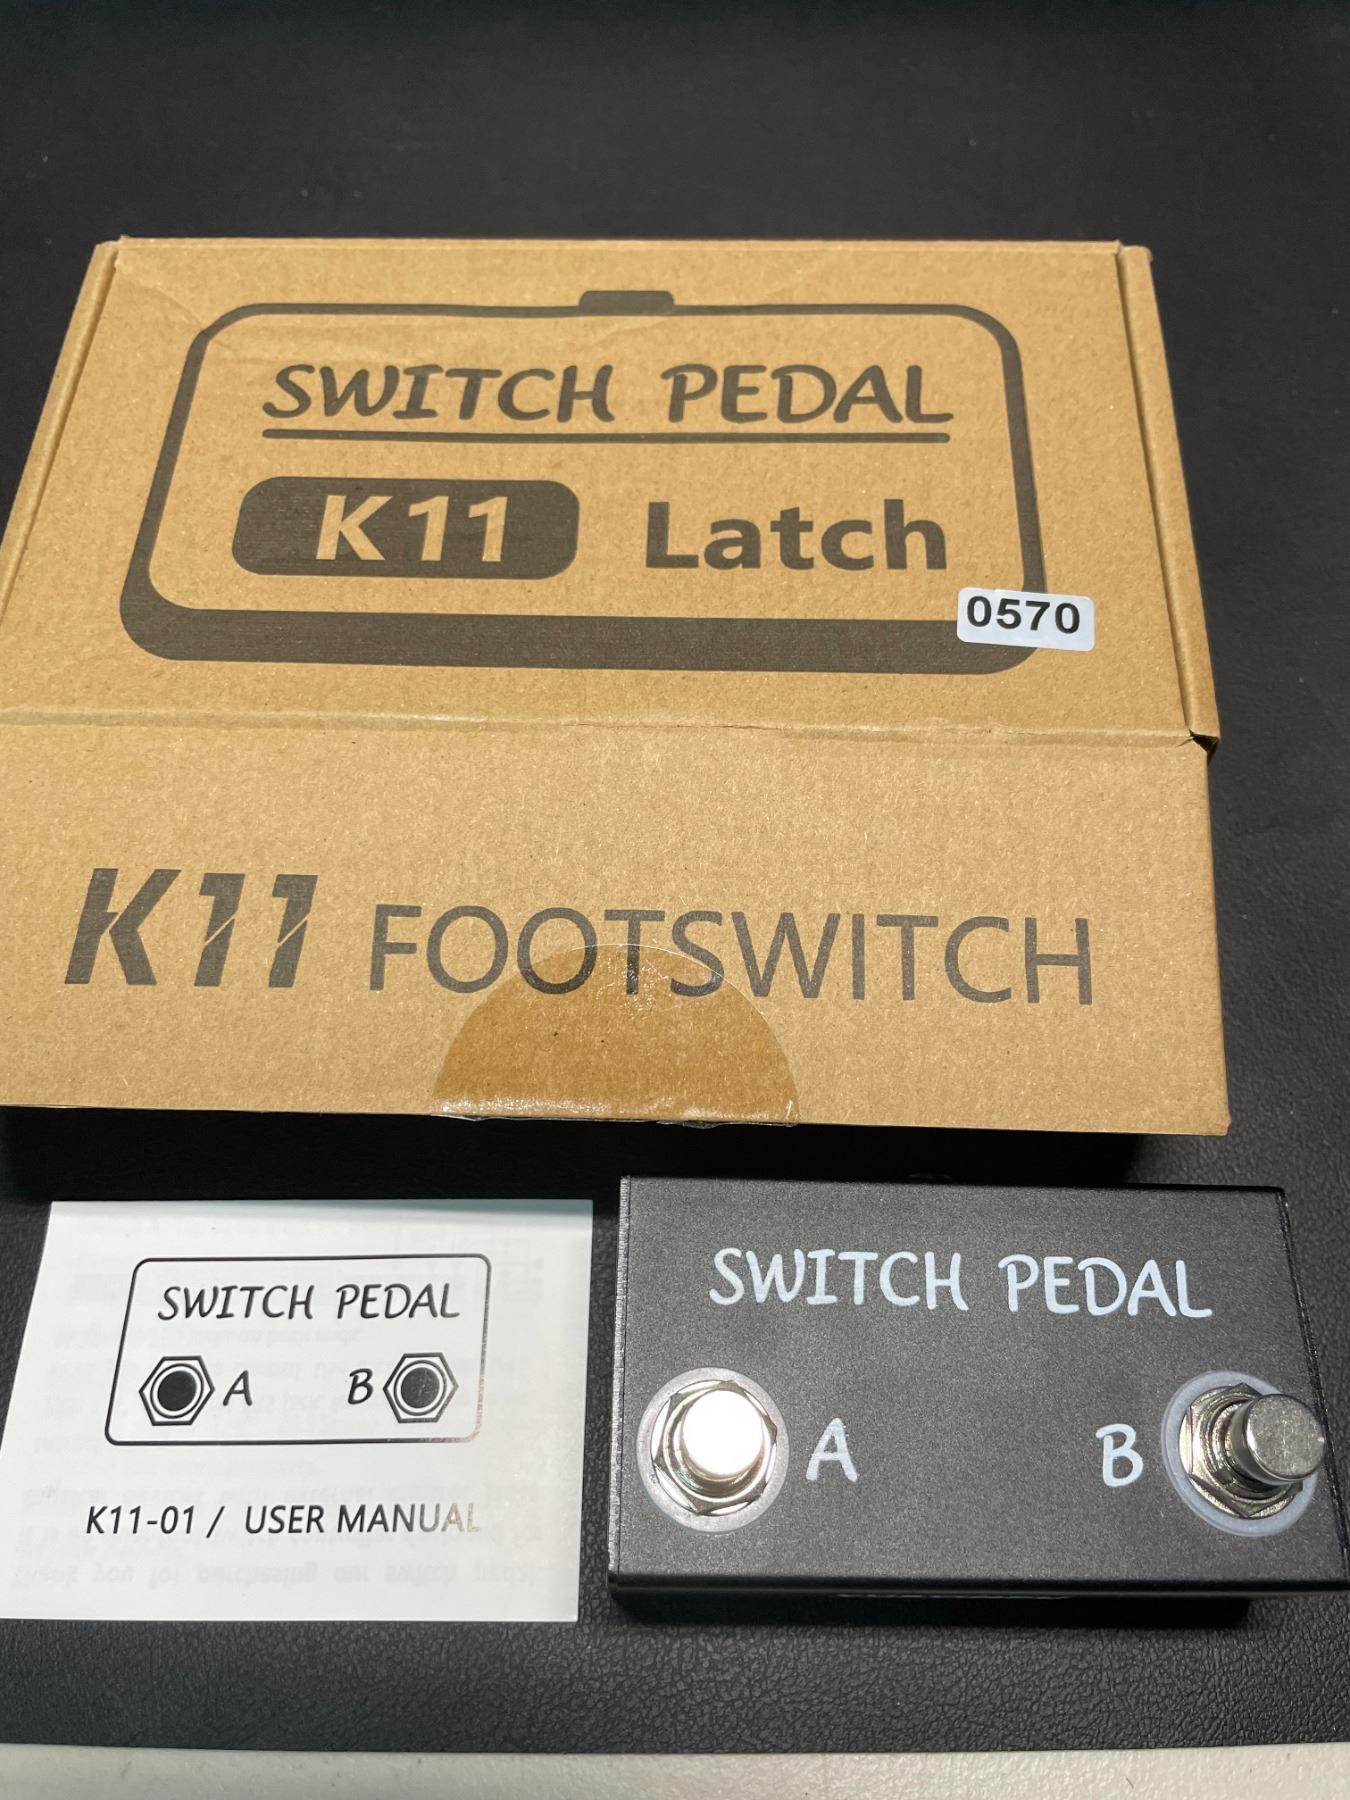 SWITCH PEDAL
K11 Latch
0570
K11 FOOTSWITCH
SWITCH PEDAL
A B
K11-01 / USER MANUAL
SWITCH PEDAL
A B